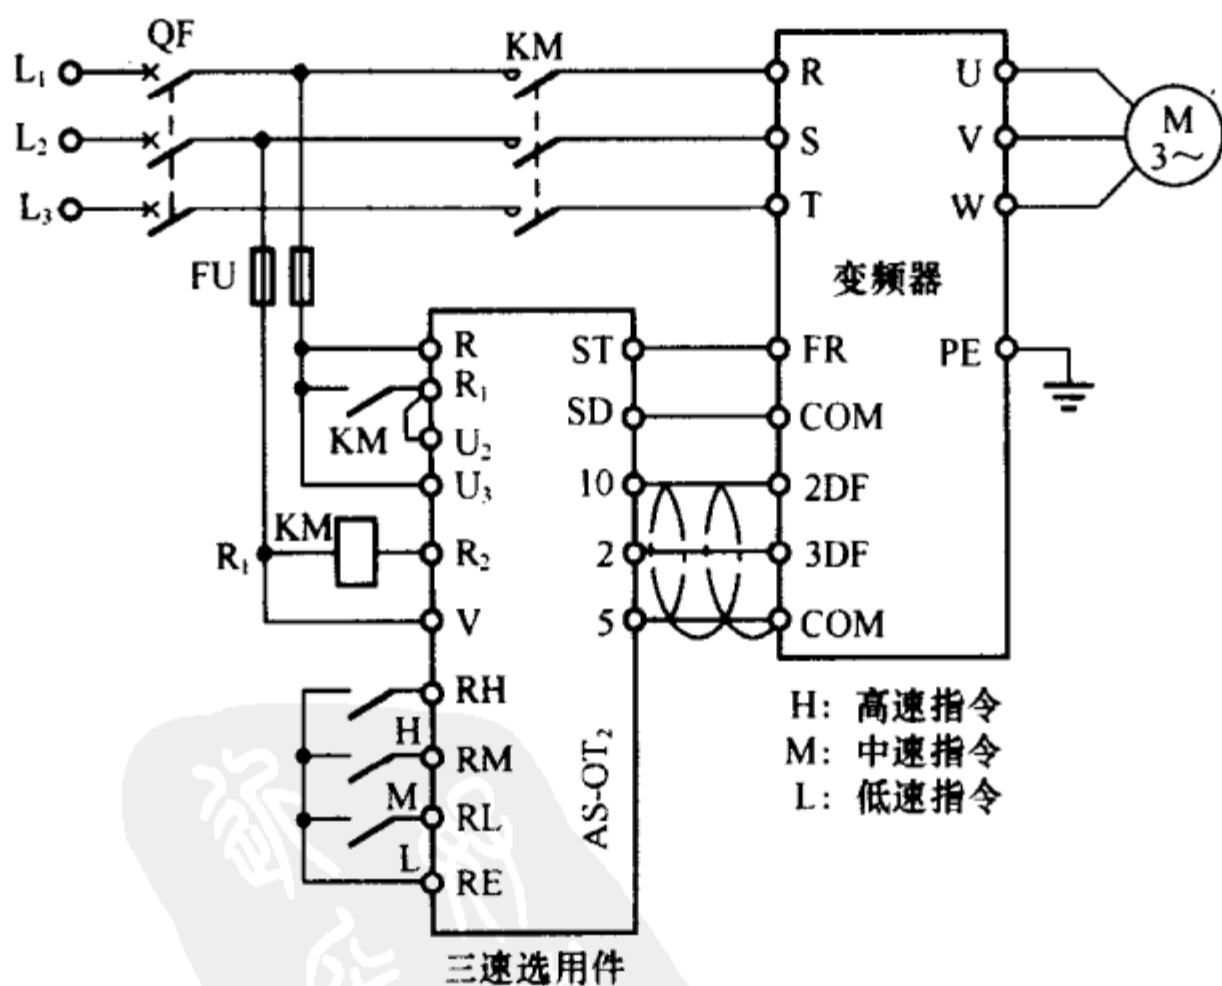 QF
KM
L₁
R
U
M
3～
L₂
S
V
L₃
T
W
FU
变频器
R
ST
FR
PE
R₁
KM
SD
COM
U₂
U₃
10
2DF
KM
R₁
R₂
2
3DF
V
5
COM
RH
H
RM
M
RL
L
RE
AS-OT₂
H：高速指令
M：中速指令
L：低速指令
三速选用件